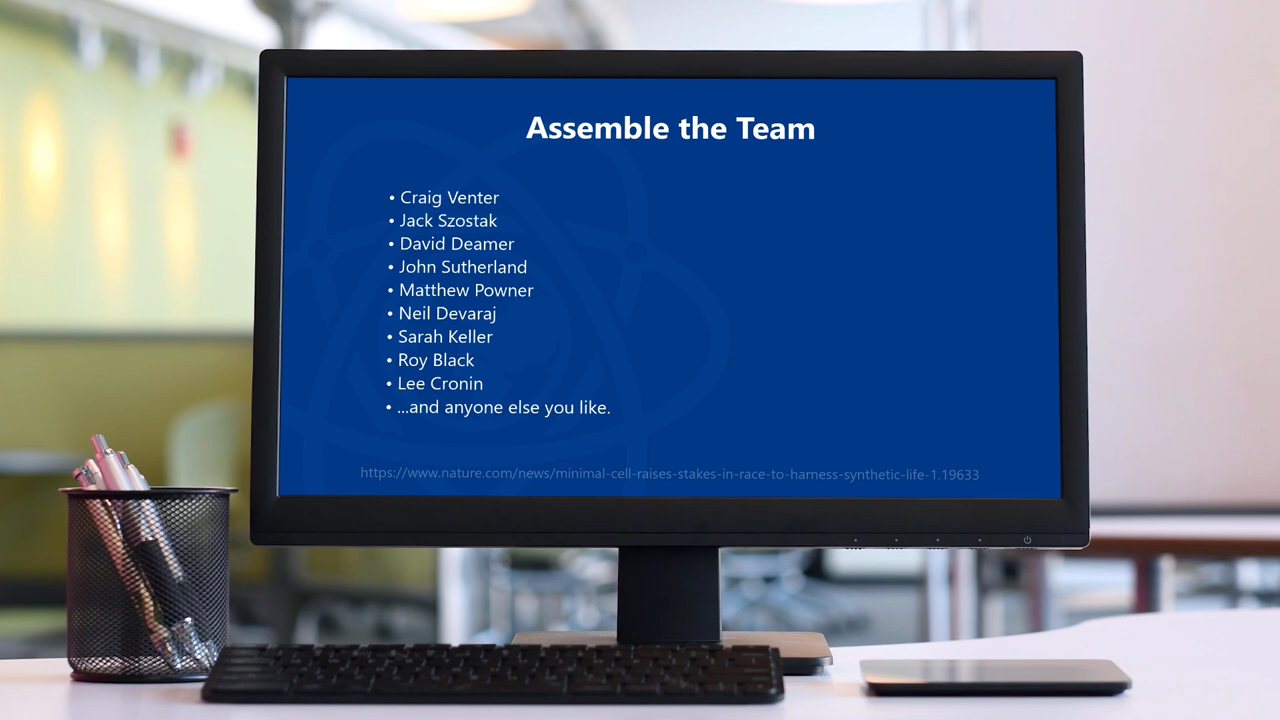 Assemble the Team
• Craig Venter
• Jack Szostak
• David Deamer
• John Sutherland
• Matthew Powner
• Neil Devaraj
• Sarah Keller
• Roy Black
• Lee Cronin
• ...and anyone else you like.
https://www.nature.com/news/minimal-cell-raises-stakes-in-race-to-harness-synthetic-life-1.19633